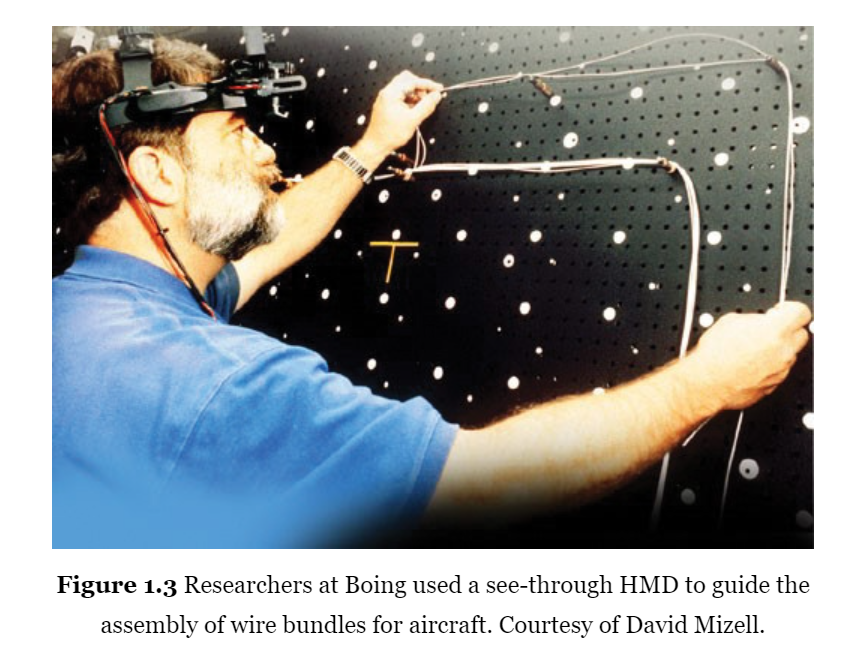 Figure 1.3 Researchers at Boing used a see-through HMD to guide the
assembly of wire bundles for aircraft. Courtesy of David Mizell.